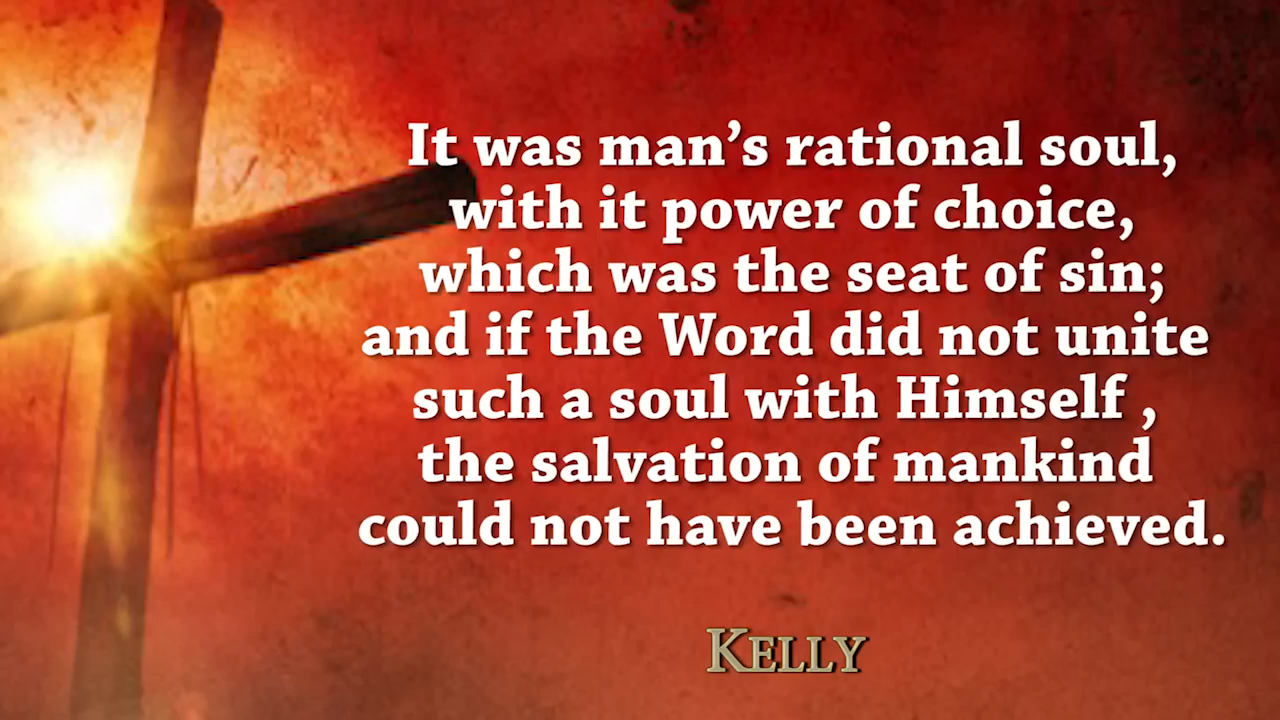 It was man’s rational soul,
with it power of choice,
which was the seat of sin;
and if the Word did not unite
such a soul with Himself ,
the salvation of mankind
could not have been achieved.
Kelly